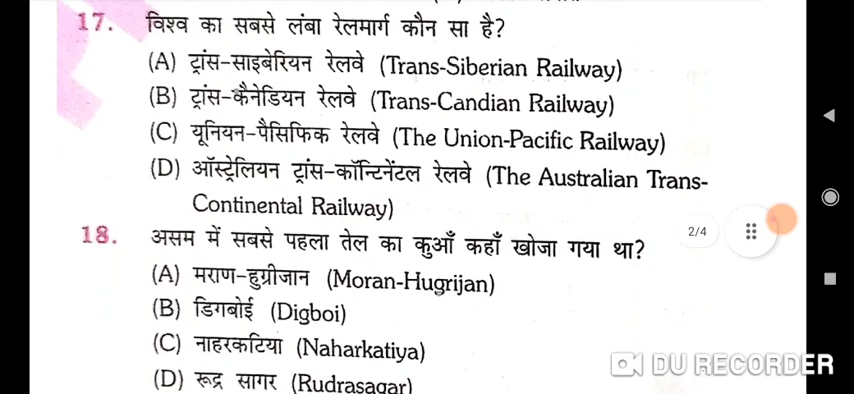 17. विश्व का सबसे लंबा रेलमार्ग कौन सा है?
(A) ट्रांस-साइबेरियन रेलवे (Trans-Siberian Railway)
(B) ट्रांस-कैनेडियन रेलवे (Trans-Candian Railway)
(C) यूनियन-पैसिफिक रेलवे (The Union-Pacific Railway)
(D) ऑस्ट्रेलियन ट्रांस-कॉन्टिनेंटल रेलवे (The Australian Trans-
Continental Railway)
18. असम में सबसे पहला तेल का कुआँ कहाँ खोजा गया था?
2/4
(A) मराण-हुग्रीजान (Moran-Hugrijan)
(B) डिगबोई (Digboi)
(C) नाहरकटिया (Naharkatiya)
(D) रूद्र सागर (Rudrasagar)
DU RECORDER